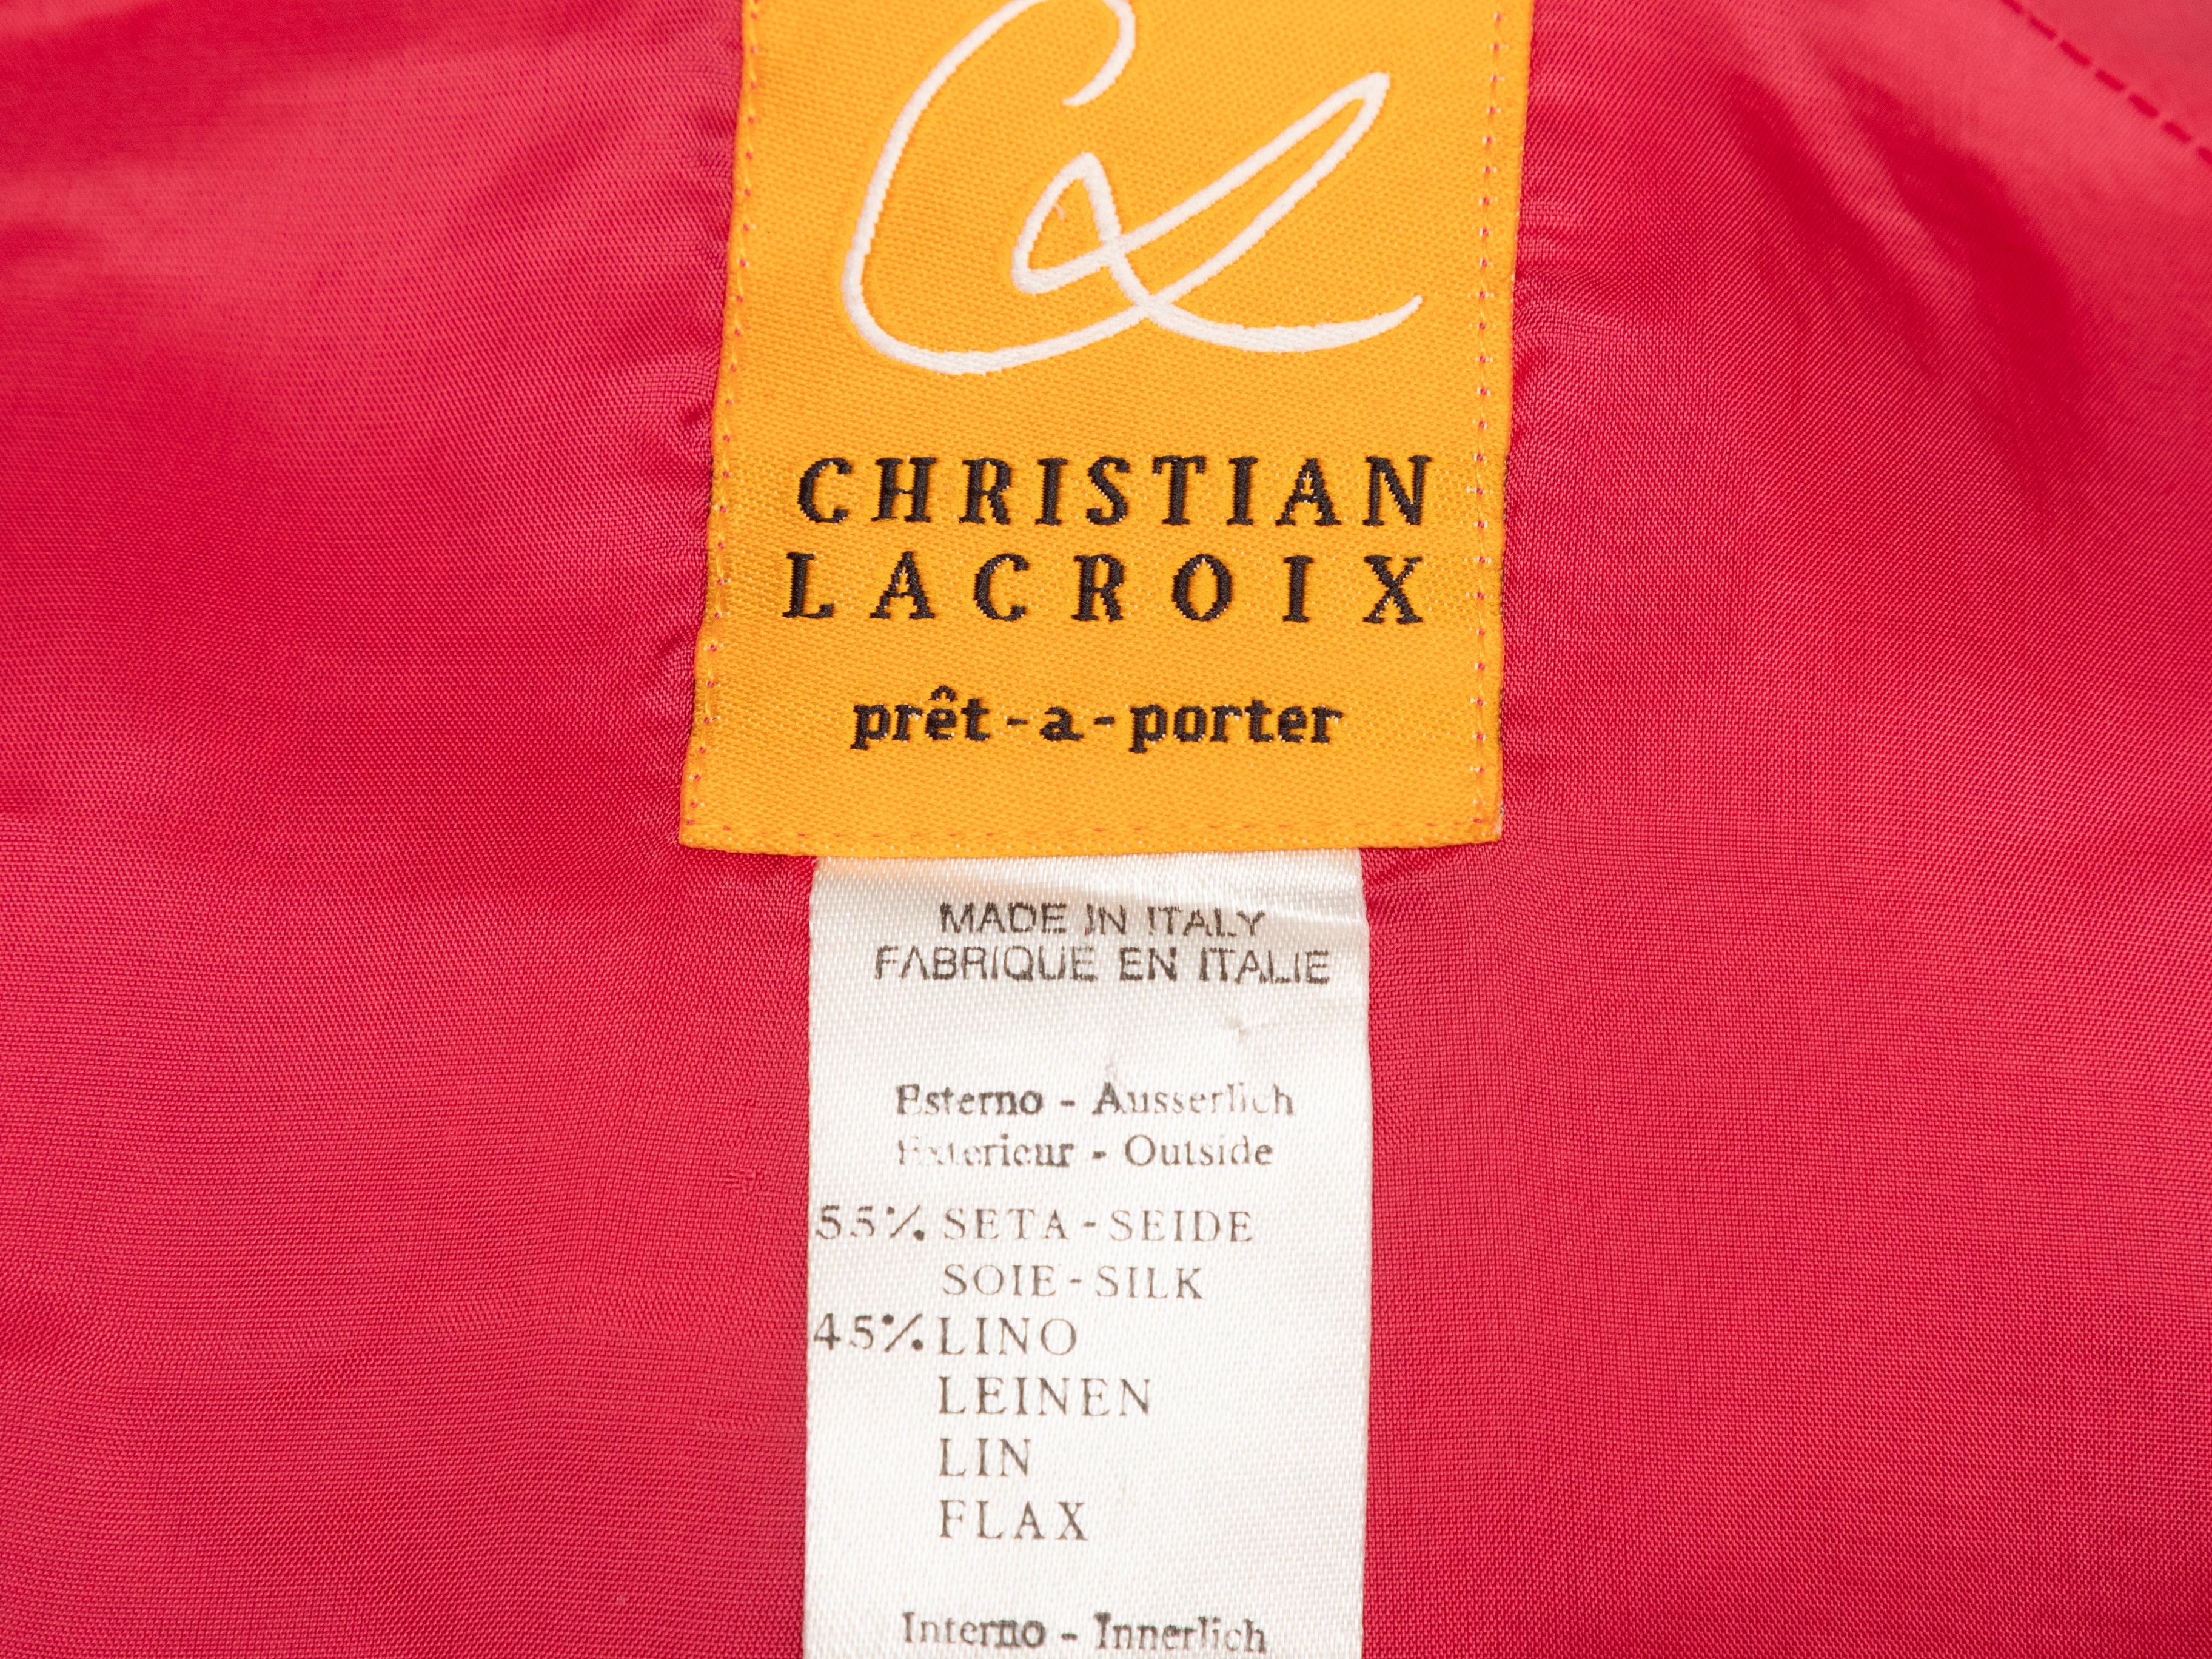 CL
CHRISTIAN
LACROIX
prêt-a-porter
MADE IN ITALY
FABRIQUE EN ITALIE
Esterno - Ausserlich
Exterieur - Outside
55% SETA-SEIDE
SOIE-SILK
45% LINO
LEINEN
LIN
FLAX
Interno - Innerlich